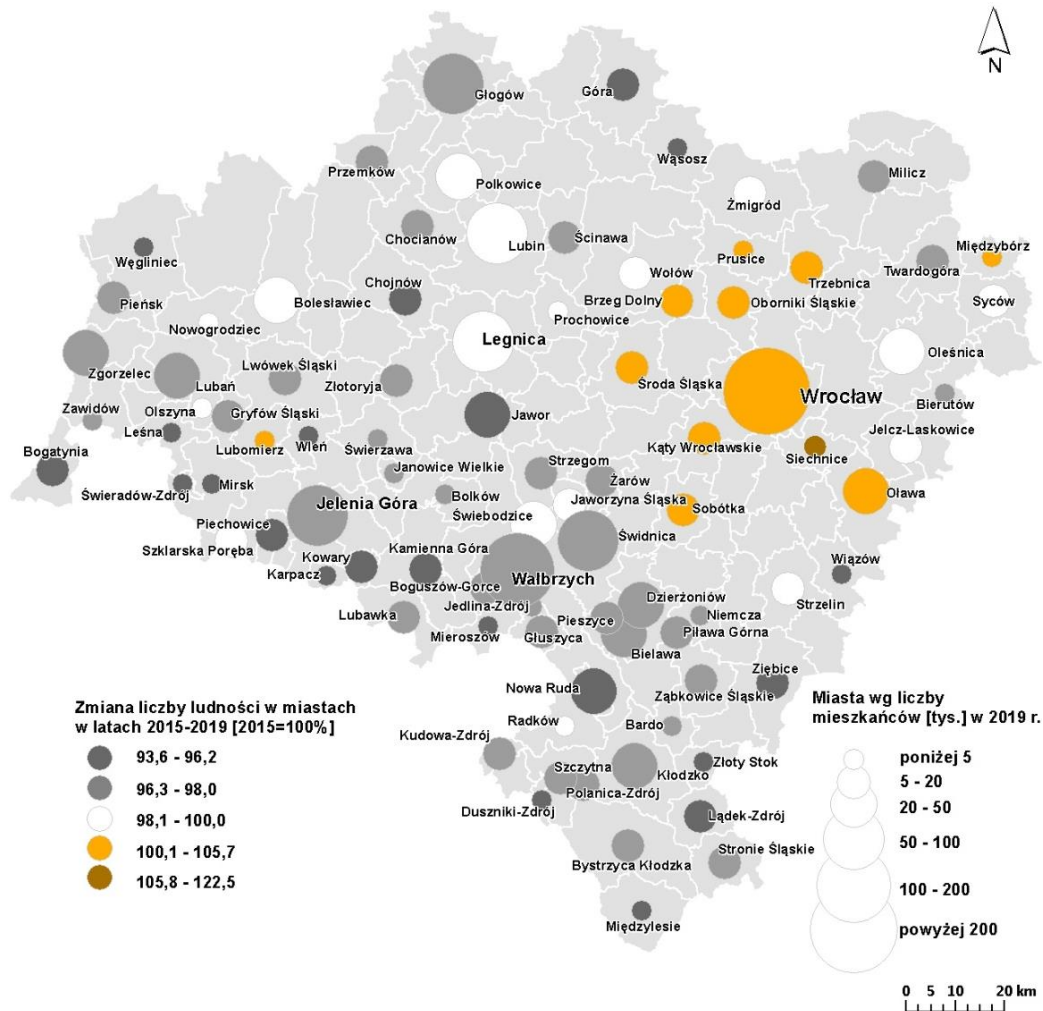 N
Głogów
Góra
Wąsosz
Przemków
Polkowice
Milicz
Żmigród
Chocianów
Lubin
Ścinawa
Węgliniec
Prusice
Międzybórz
Trzebnica
Twardogóra
Chojnów
Wołów
Pieńsk
Bolesławiec
Brzeg Dolny
Oborniki Śląskie
Syców
Prochowice
Nowogrodziec
Legnica
Oleśnica
Zgorzelec
Lwówek Śląski
Lubań
Złotoryja
Środa Śląska
Wrocław
Bierutów
Zawidów
Olszyna
Gryfów Śląski
Jawor
Leśna
Jelcz-Laskowice
Lubomierz
Wleń
Świerzawa
Kąty Wrocławskie
Siechnice
Bogatynia
Janowice Wielkie
Strzegom
Żarów
Świeradów-Zdrój
Mirsk
Bolków
Jaworzyna Śląska
Oława
Jelenia Góra
Świebodzice
Sobótka
Piechowice
Świdnica
Szklarska Poręba
Kowary
Kamienna Góra
Wiązów
Karpacz
Wałbrzych
Boguszów-Gorce
Dzierżoniów
Strzelin
Jedlina-Zdrój
Lubawka
Pieszyce
Niemcza
Mieroszów
Głuszyca
Piława Górna
Bielawa
Ziębice
Nowa Ruda
Ząbkowice Śląskie
Radków
Bardo
Kudowa-Zdrój
Szczytna
Kłodzko
Złoty Stok
Polanica-Zdrój
Duszniki-Zdrój
Lądek-Zdrój
Stronie Śląskie
Bystrzyca Kłodzka
Międzylesie
Zmiana liczby ludności w miastach
w latach 2015-2019 [2015=100%]
93,6 - 96,2
96,3 - 98,0
98,1 - 100,0
100,1 - 105,7
105,8 - 122,5
Miasta wg liczby
mieszkańców [tys.] w 2019 r.
poniżej 5
5 - 20
20 - 50
50 - 100
100 - 200
powyżej 200
0 5 10 20 km